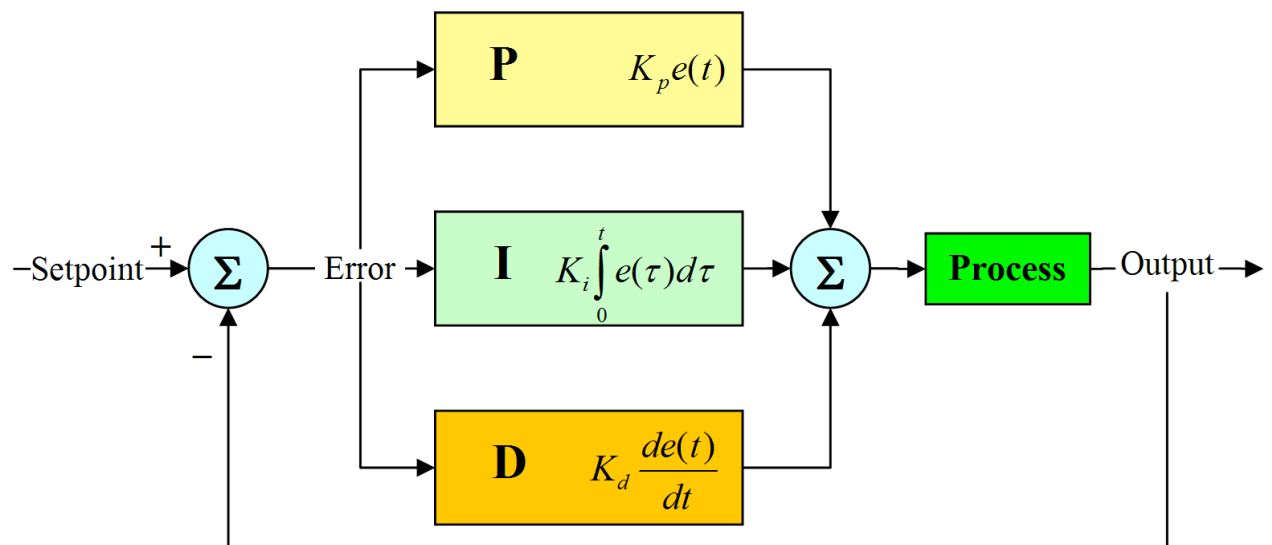 P K_p e(t)
+
–Setpoint Σ Error I K_i ∫_0^t e(τ)dτ Σ Process Output
–
D K_d de(t)/dt